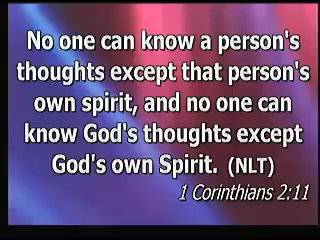 No one can know a person's
thoughts except that person's
own spirit, and no one can
know God's thoughts except
God's own Spirit. (NLT)
1 Corinthians 2:11